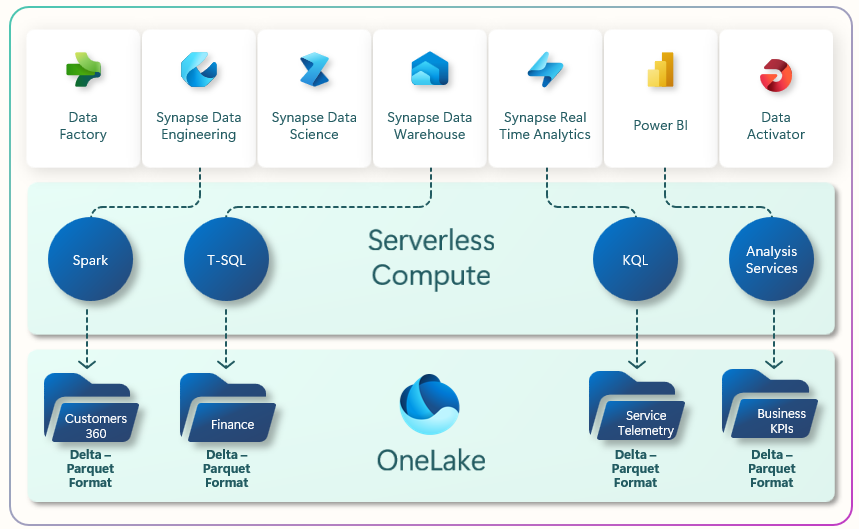 Data
Factory
Synapse Data
Engineering
Synapse Data
Science
Synapse Data
Warehouse
Synapse Real
Time Analytics
Power BI
Data
Activator
Serverless
Compute
Spark
T-SQL
KQL
Analysis
Services
Customers
360
Finance
Service
Telemetry
Business
KPIs
Delta –
Parquet
Format
Delta –
Parquet
Format
OneLake
Delta –
Parquet
Format
Delta –
Parquet
Format